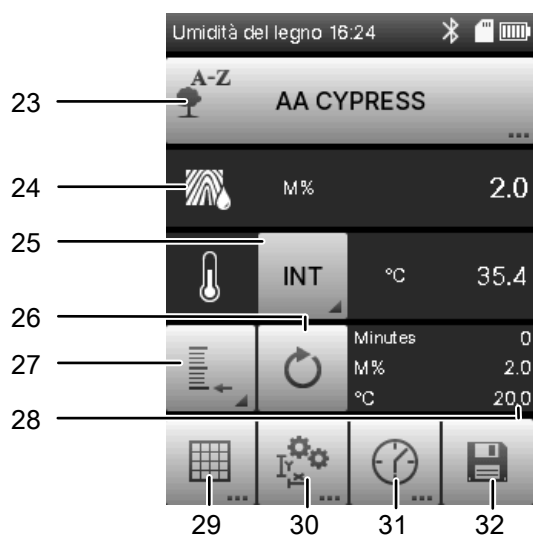 Umidità del legno 16:24
A-Z
23
AA CYPRESS
24
M%
2.0
25
INT
°C
35.4
26
Minutes
0
27
M%
2.0
28
°C
20.0
29
30
31
32